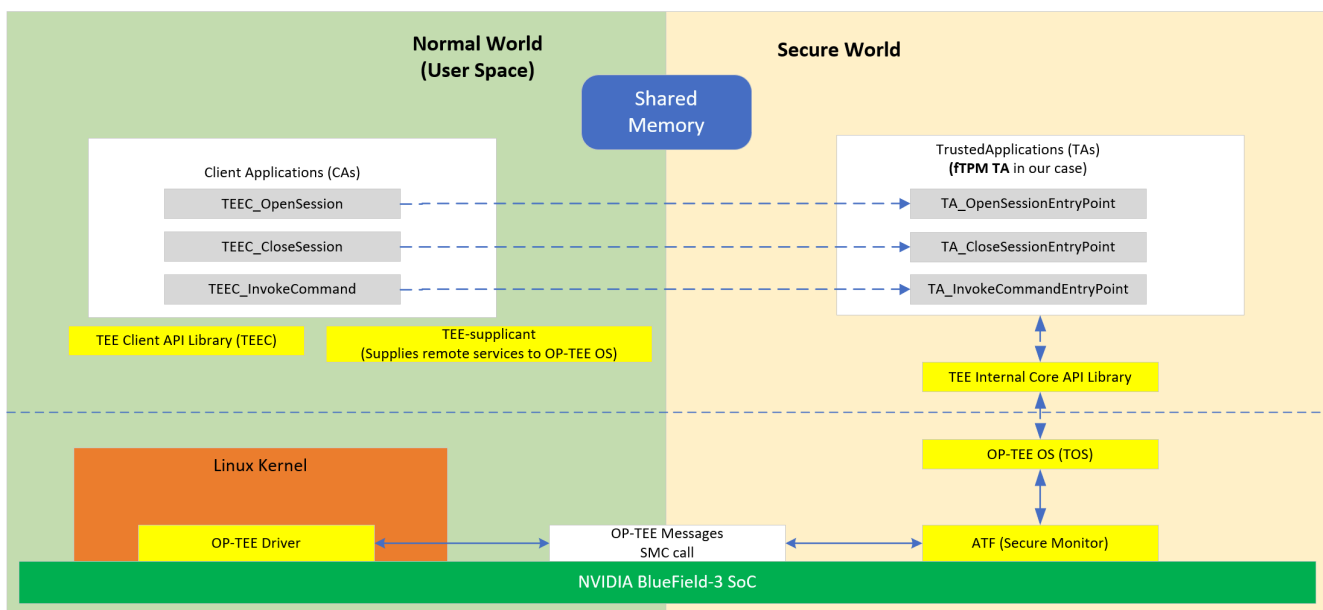 Normal World
(User Space)
Secure World
Shared
Memory
Client Applications (CAs)
TEEC_OpenSession
TEEC_CloseSession
TEEC_InvokeCommand
TrustedApplications (TAs)
(fTPM TA in our case)
TA_OpenSessionEntryPoint
TA_CloseSessionEntryPoint
TA_InvokeCommandEntryPoint
TEE Client API Library (TEEC)
TEE-supplicant
(Supplies remote services to OP-TEE OS)
TEE Internal Core API Library
Linux Kernel
OP-TEE OS (TOS)
OP-TEE Driver
OP-TEE Messages
SMC call
ATF (Secure Monitor)
NVIDIA BlueField-3 SoC